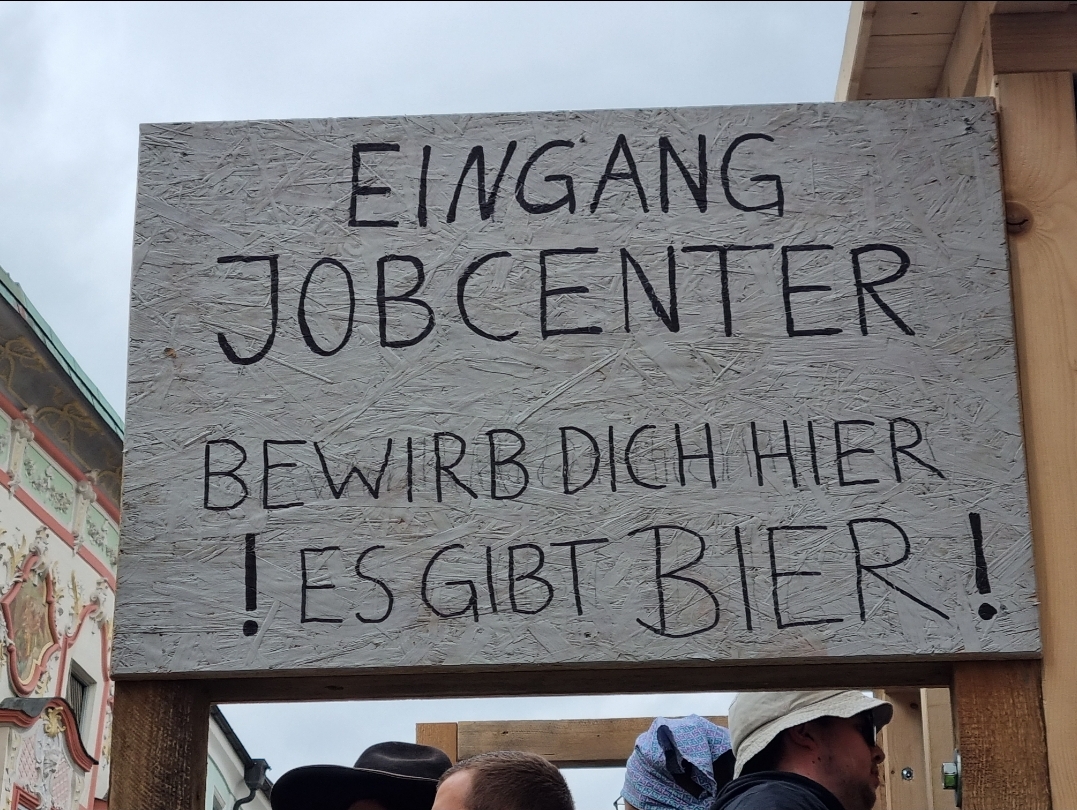 EINGANG
JOBCENTER
BEWIRB DICH HIER
! ES GIBT BIER !